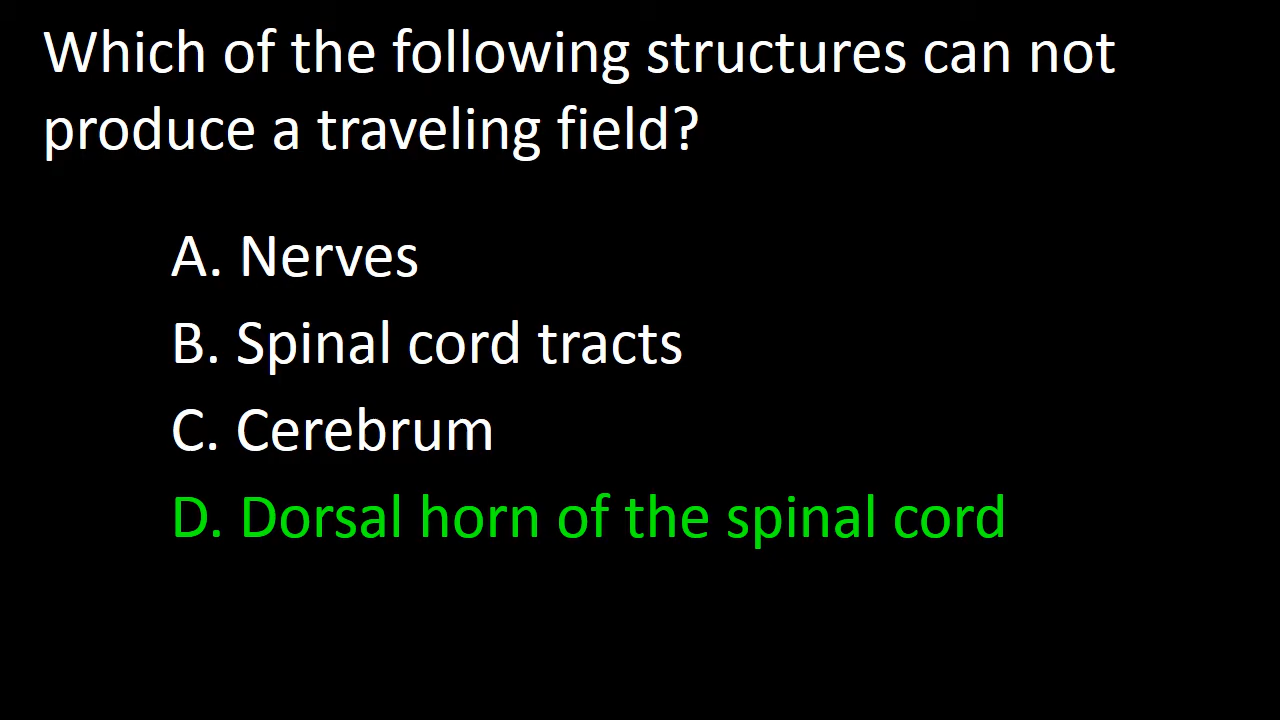 Which of the following structures can not
produce a traveling field?
A. Nerves
B. Spinal cord tracts
C. Cerebrum
D. Dorsal horn of the spinal cord